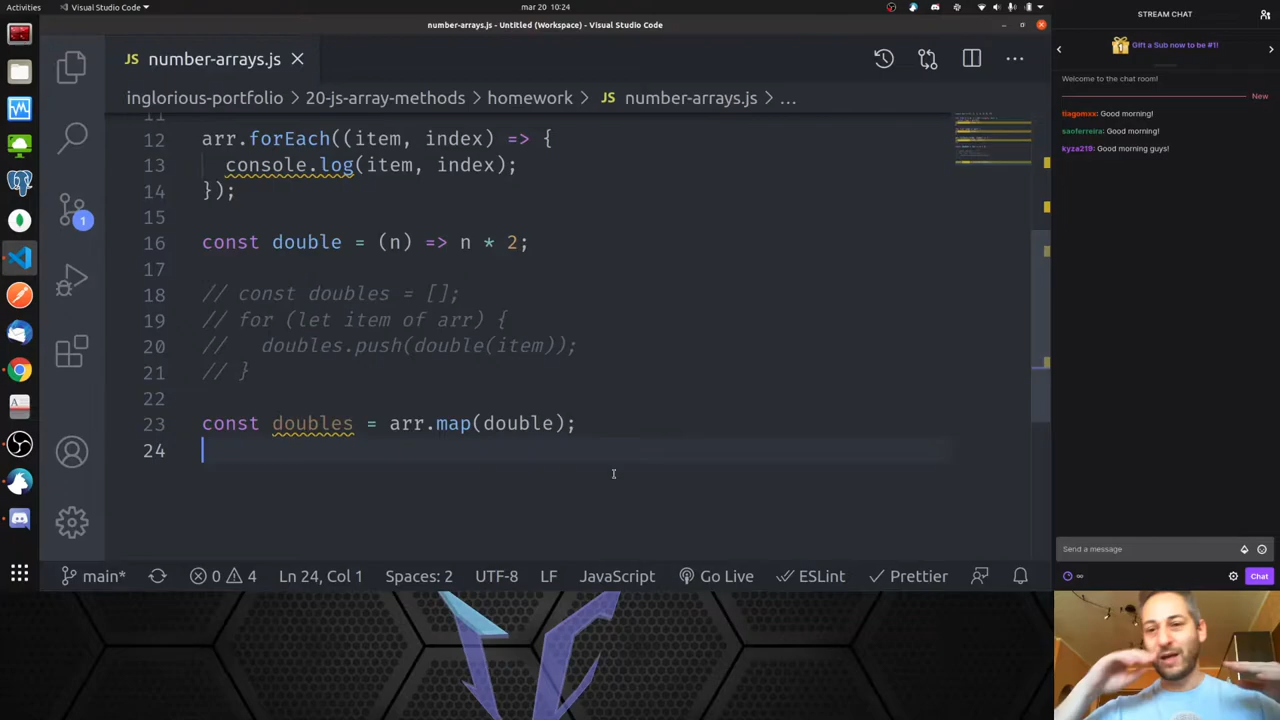 Activities
Visual Studio Code
mar 20 10:24
number-arrays.js - Untitled (Workspace) - Visual Studio Code
JS number-arrays.js
inglorious-portfolio > 20-js-array-methods > homework > JS number-arrays.js > ...
11
12 arr.forEach((item, index) => {
13 console.log(item, index);
14 });
15
16 const double = (n) => n * 2;
17
18 // const doubles = [];
19 // for (let item of arr) {
20 // doubles.push(double(item));
21 // }
22
23 const doubles = arr.map(double);
24
1
main* 0 4 Ln 24, Col 1 Spaces: 2 UTF-8 LF JavaScript Go Live ESLint Prettier
STREAM CHAT
1 Gift a Sub now to be #1!
Welcome to the chat room!
New
tiagomxx: Good morning!
saoferreira: Good morning!
kyza219: Good morning guys!
Send a message
∞
Chat